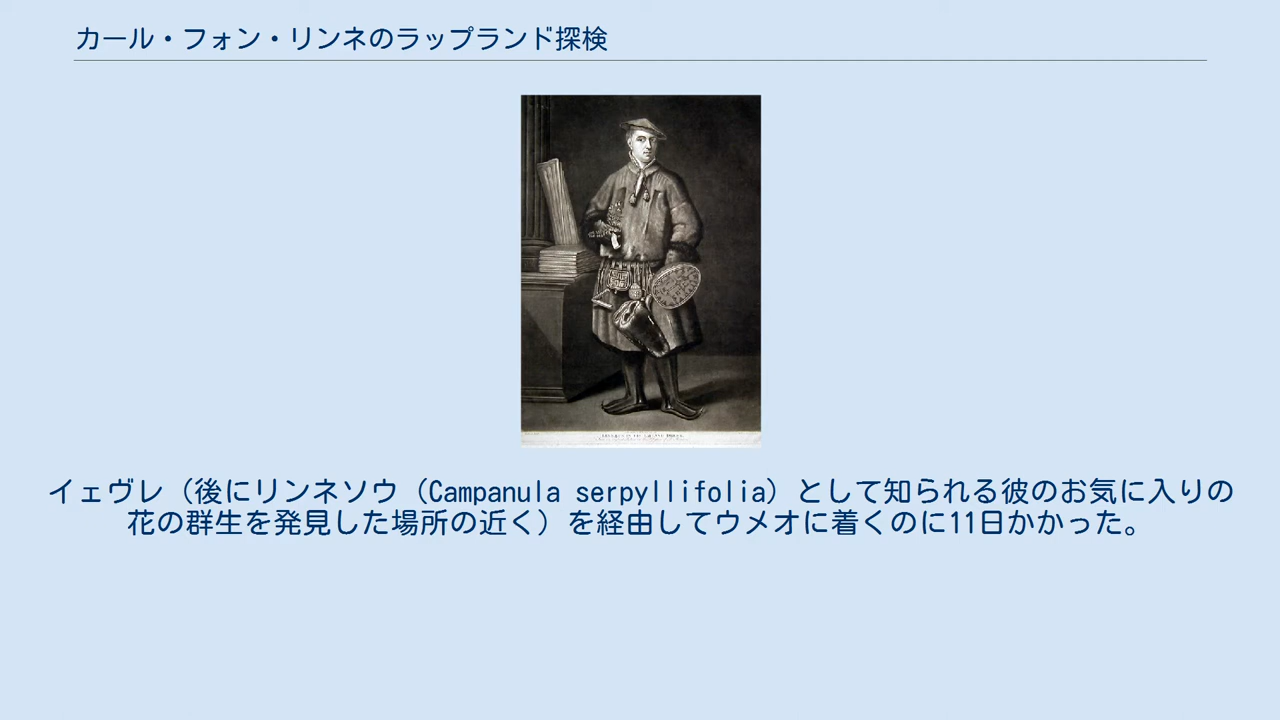 カール・フォン・リンネのラップランド探検
イェヴレ（後にリンネソウ（Campanula serpyllifolia）として知られる彼のお気に入りの
花の群生を発見した場所の近く）を経由してウメオに着くのに11日かかった。